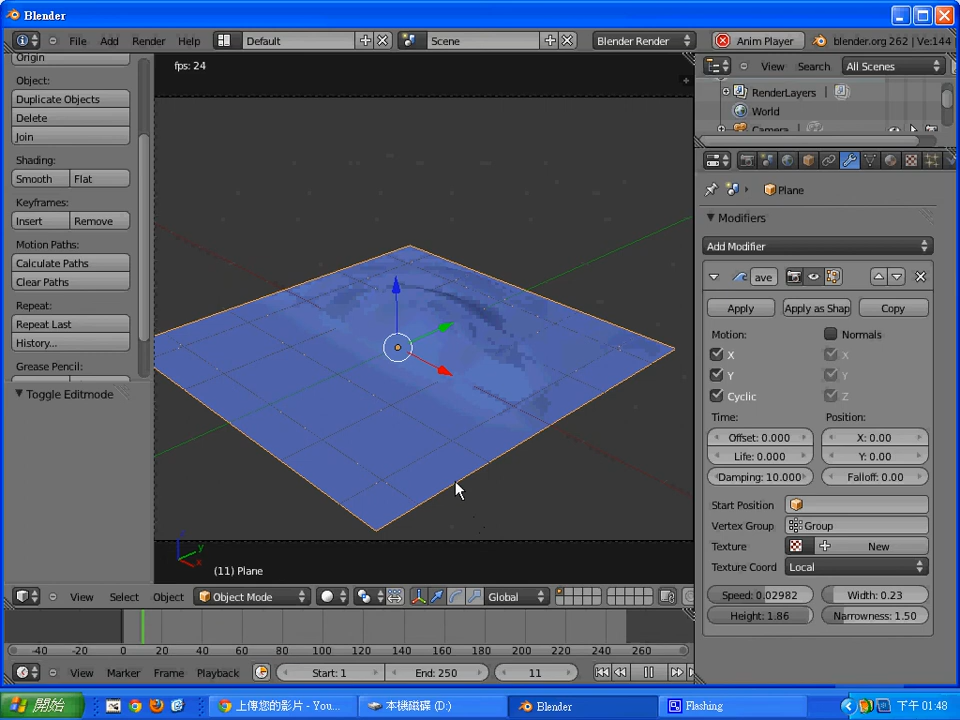 Blender
File Add Render Help Default Scene Blender Render Anim Player blender.org 262 | Ve:144
Origin
Object:
Duplicate Objects
Delete
Join
Shading:
Smooth Flat
Keyframes:
Insert Remove
Motion Paths:
Calculate Paths
Clear Paths
Repeat:
Repeat Last
History...
Grease Pencil:
Toggle Editmode
fps: 24
z
y
x
(11) Plane
View Search All Scenes
RenderLayers
World
Camera
Plane
Modifiers
Add Modifier
ave
Apply Apply as Shap Copy
Motion: Normals
X X
Y Y
Cyclic Z
Time: Position:
Offset: 0.000 X: 0.00
Life: 0.000 Y: 0.00
Damping: 10.000 Falloff: 0.00
Start Position
Vertex Group Group
Texture New
Texture Coord Local
Speed: 0.02982 Width: 0.23
Height: 1.86 Narrowness: 1.50
View Select Object Object Mode Global
-40 -20 0 20 40 60 80 100 120 140 160 180 200 220 240 260
View Marker Frame Playback Start: 1 End: 250 11
開始 上傳您的影片 - You... 本機磁碟 (D:) Blender Flashing 下午 01:48